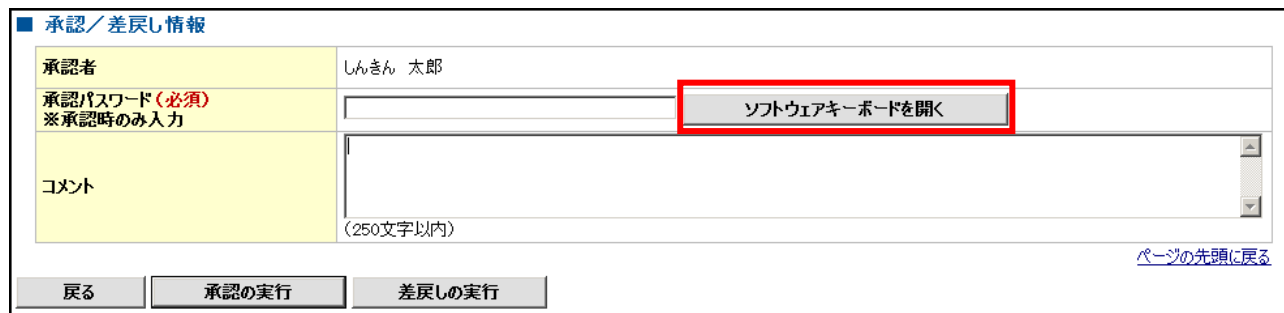 ■ 承認／差戻し情報
承認者
しんきん 太郎
承認パスワード(必須)
※承認時のみ入力
ソフトウェアキーボードを開く
コメント
(250文字以内)
ページの先頭に戻る
戻る 承認の実行 差戻しの実行